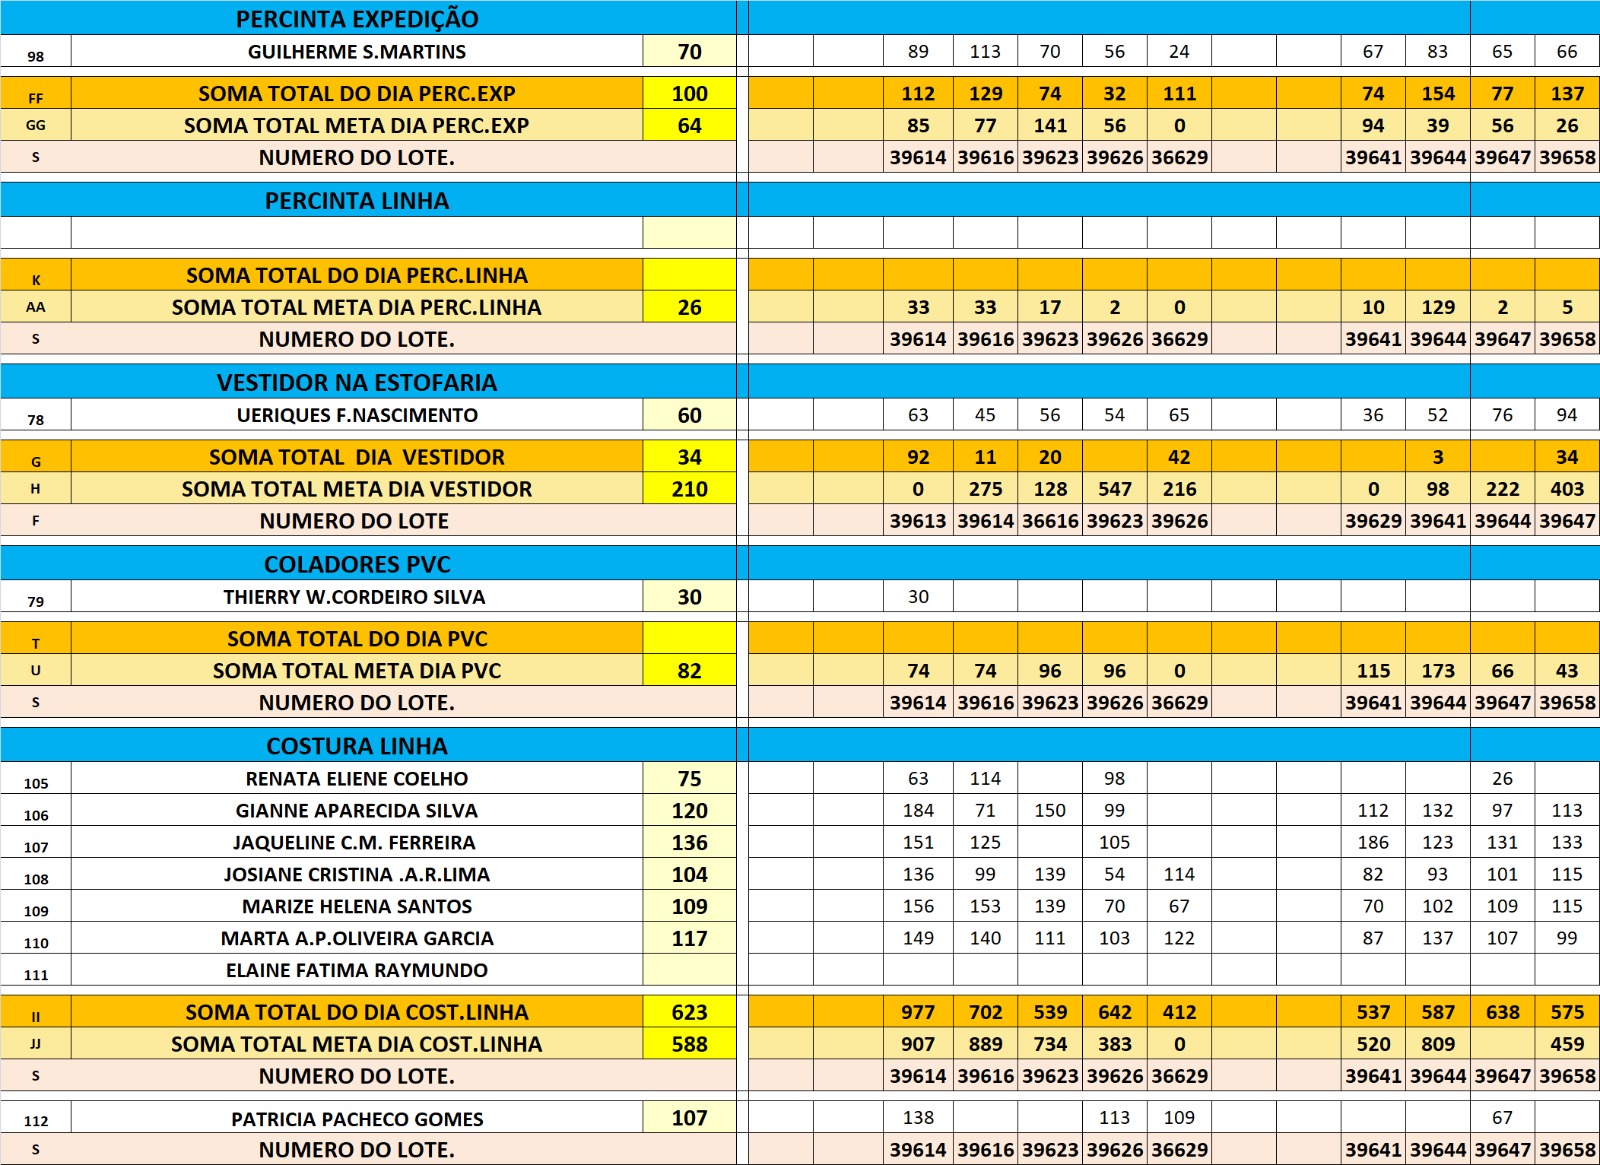 PERCINTA EXPEDIÇÃO
98 GUILHERME S.MARTINS 70 89 113 70 56 24 67 83 65 66
FF SOMA TOTAL DO DIA PERC.EXP 100 112 129 74 32 111 74 154 77 137
GG SOMA TOTAL META DIA PERC.EXP 64 85 77 141 56 0 94 39 56 26
S NUMERO DO LOTE. 39614 39616 39623 39626 36629 39641 39644 39647 39658
PERCINTA LINHA
K SOMA TOTAL DO DIA PERC.LINHA
AA SOMA TOTAL META DIA PERC.LINHA 26 33 33 17 2 0 10 129 2 5
S NUMERO DO LOTE. 39614 39616 39623 39626 36629 39641 39644 39647 39658
VESTIDOR NA ESTOFARIA
78 UERIQUES F.NASCIMENTO 60 63 45 56 54 65 36 52 76 94
G SOMA TOTAL DIA VESTIDOR 34 92 11 20 42 3 34
H SOMA TOTAL META DIA VESTIDOR 210 0 275 128 547 216 0 98 222 403
F NUMERO DO LOTE 39613 39614 36616 39623 39626 39629 39641 39644 39647
COLADORES PVC
79 THIERRY W.CORDEIRO SILVA 30 30
T SOMA TOTAL DO DIA PVC
U SOMA TOTAL META DIA PVC 82 74 74 96 96 0 115 173 66 43
S NUMERO DO LOTE. 39614 39616 39623 39626 36629 39641 39644 39647 39658
COSTURA LINHA
105 RENATA ELIENE COELHO 75 63 114 98 26
106 GIANNE APARECIDA SILVA 120 184 71 150 99 112 132 97 113
107 JAQUELINE C.M. FERREIRA 136 151 125 105 186 123 131 133
108 JOSIANE CRISTINA .A.R.LIMA 104 136 99 139 54 114 82 93 101 115
109 MARIZE HELENA SANTOS 109 156 153 139 70 67 70 102 109 115
110 MARTA A.P.OLIVEIRA GARCIA 117 149 140 111 103 122 87 137 107 99
111 ELAINE FATIMA RAYMUNDO
II SOMA TOTAL DO DIA COST.LINHA 623 977 702 539 642 412 537 587 638 575
JJ SOMA TOTAL META DIA COST.LINHA 588 907 889 734 383 0 520 809 459
S NUMERO DO LOTE. 39614 39616 39623 39626 36629 39641 39644 39647 39658
112 PATRICIA PACHECO GOMES 107 138 113 109 67
S NUMERO DO LOTE. 39614 39616 39623 39626 36629 39641 39644 39647 39658